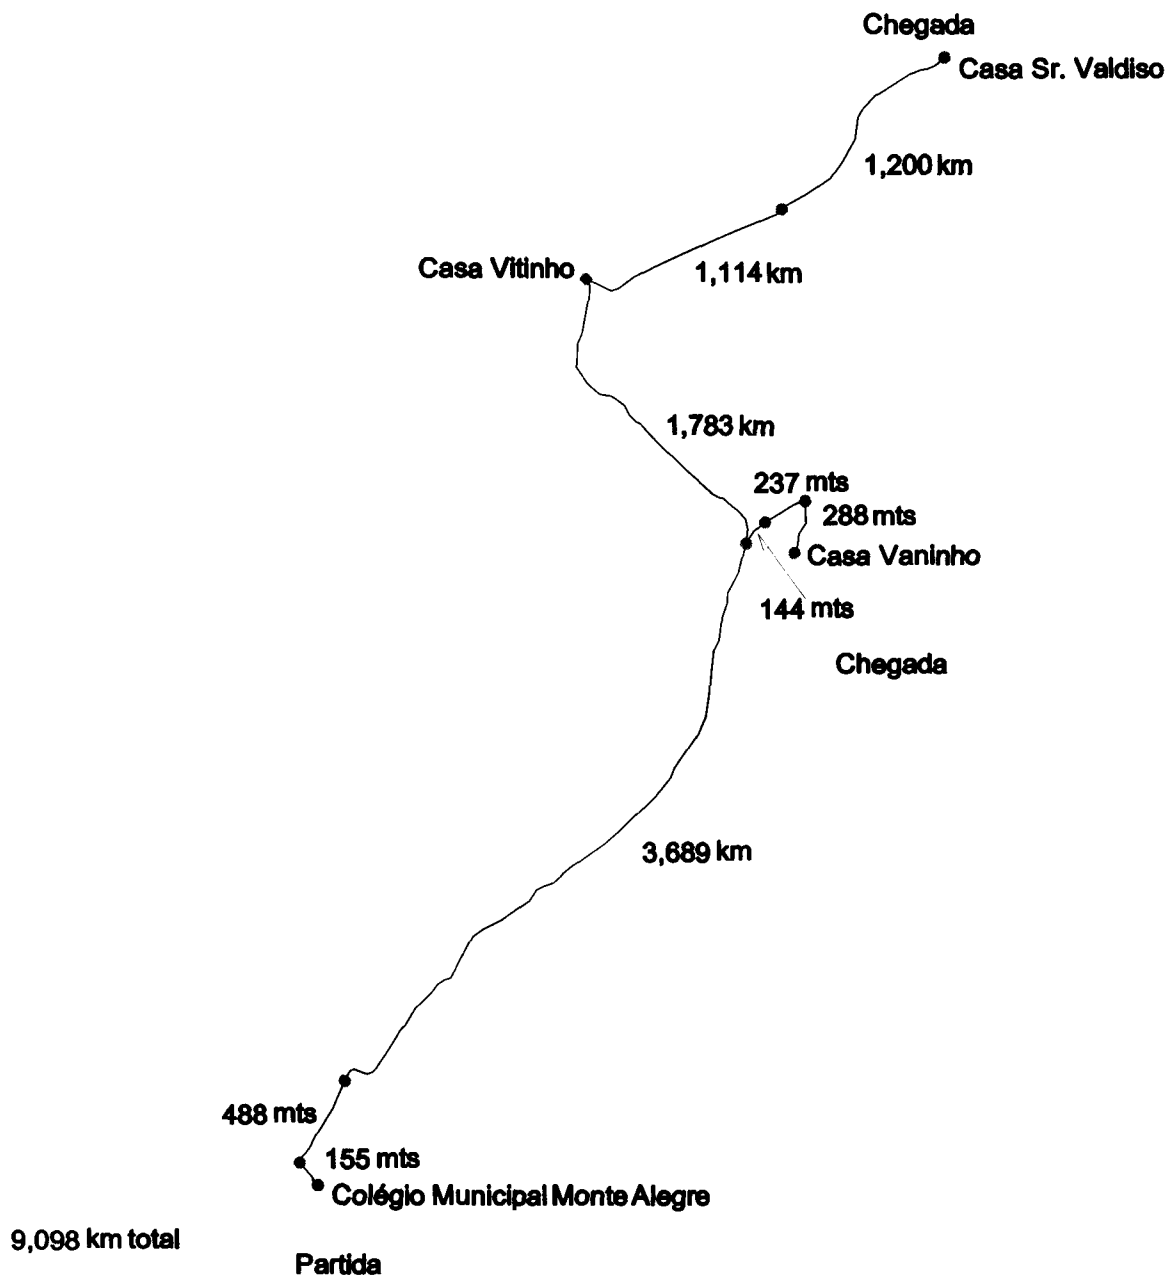 Chegada
Casa Sr. Valdiso
1,200 km
Casa Vitinho
1,114 km
1,783 km
237 mts
288 mts
Casa Vaninho
144 mts
Chegada
3,689 km
488 mts
155 mts
Colégio Municipal Monte Alegre
9,098 km total
Partida